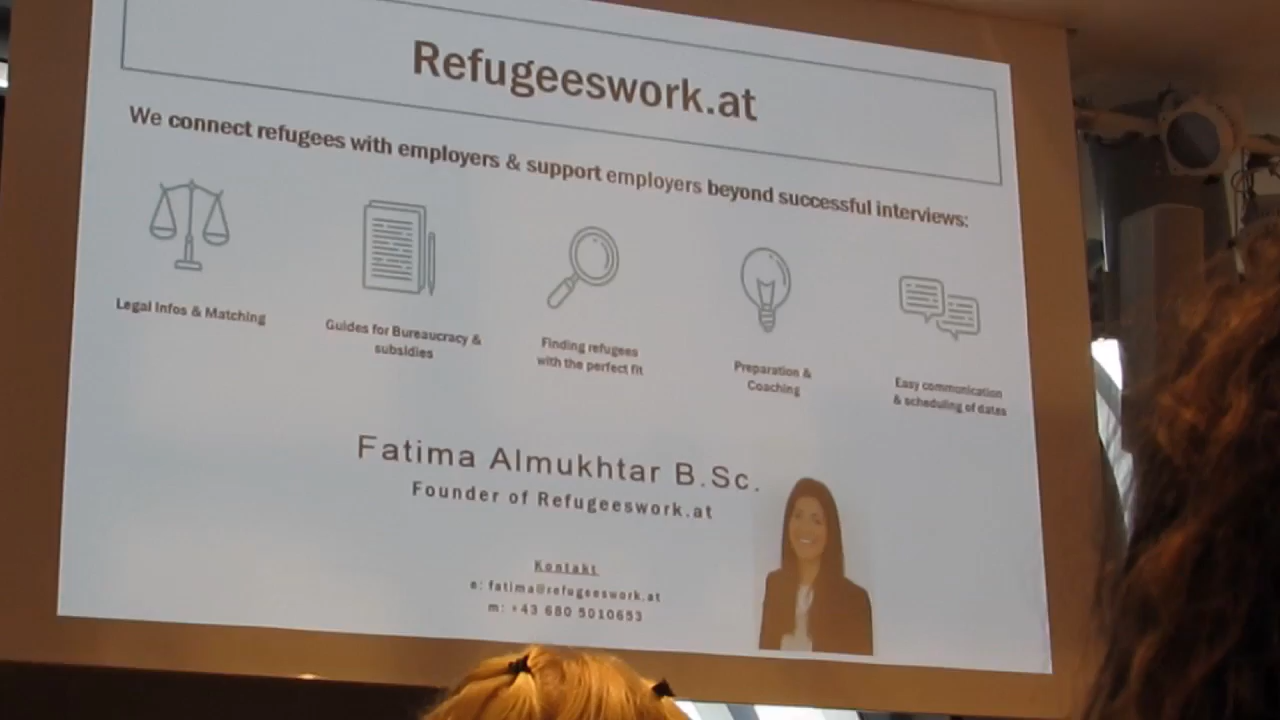 Refugeeswork.at
We connect refugees with employers & support employers beyond successful interviews:
Legal Infos & Matching
Guides for Bureaucracy &
subsidies
Finding refugees
with the perfect fit
Preparation &
Coaching
Easy communication
& scheduling of dates
Fatima Almukhtar B.Sc.
Founder of Refugeeswork.at
Kontakt
e: fatima@refugeeswork.at
m: +43 680 5010653